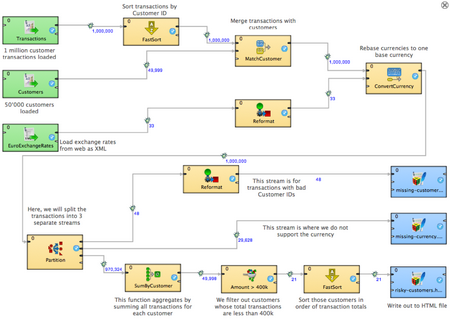 Sort transactions by
Customer ID
Merge transactions with
customers
Transactions
1,000,000
FastSort
1,000,000
MatchCustomer
1 million customer
transactions loaded
Rebase currencies to one
base currency
1,000,000
49,998
Customers
ConvertCurrency
50'000 customers
loaded
33
Reformat
EuroExchangeRates
33
Load exchange rates
from web as XML
1,000,000
Reformat
48
This stream is for
transactions with bad
Customer IDs
missing-customer...
Here, we will split the
transactions into 3
separate streams
48
Partition
29,628
This stream is where we do
not support the currency
missing-currency...
970,324
SumByCustomer
49,998
Amount > 400k
21
FastSort
21
risky-customers.h...
This function aggregates by
summing all transactions for
each customer
We filter out customers
whose total transactions
are less than 400k
Sort those customers in
order of transaction totals
Write out to HTML file